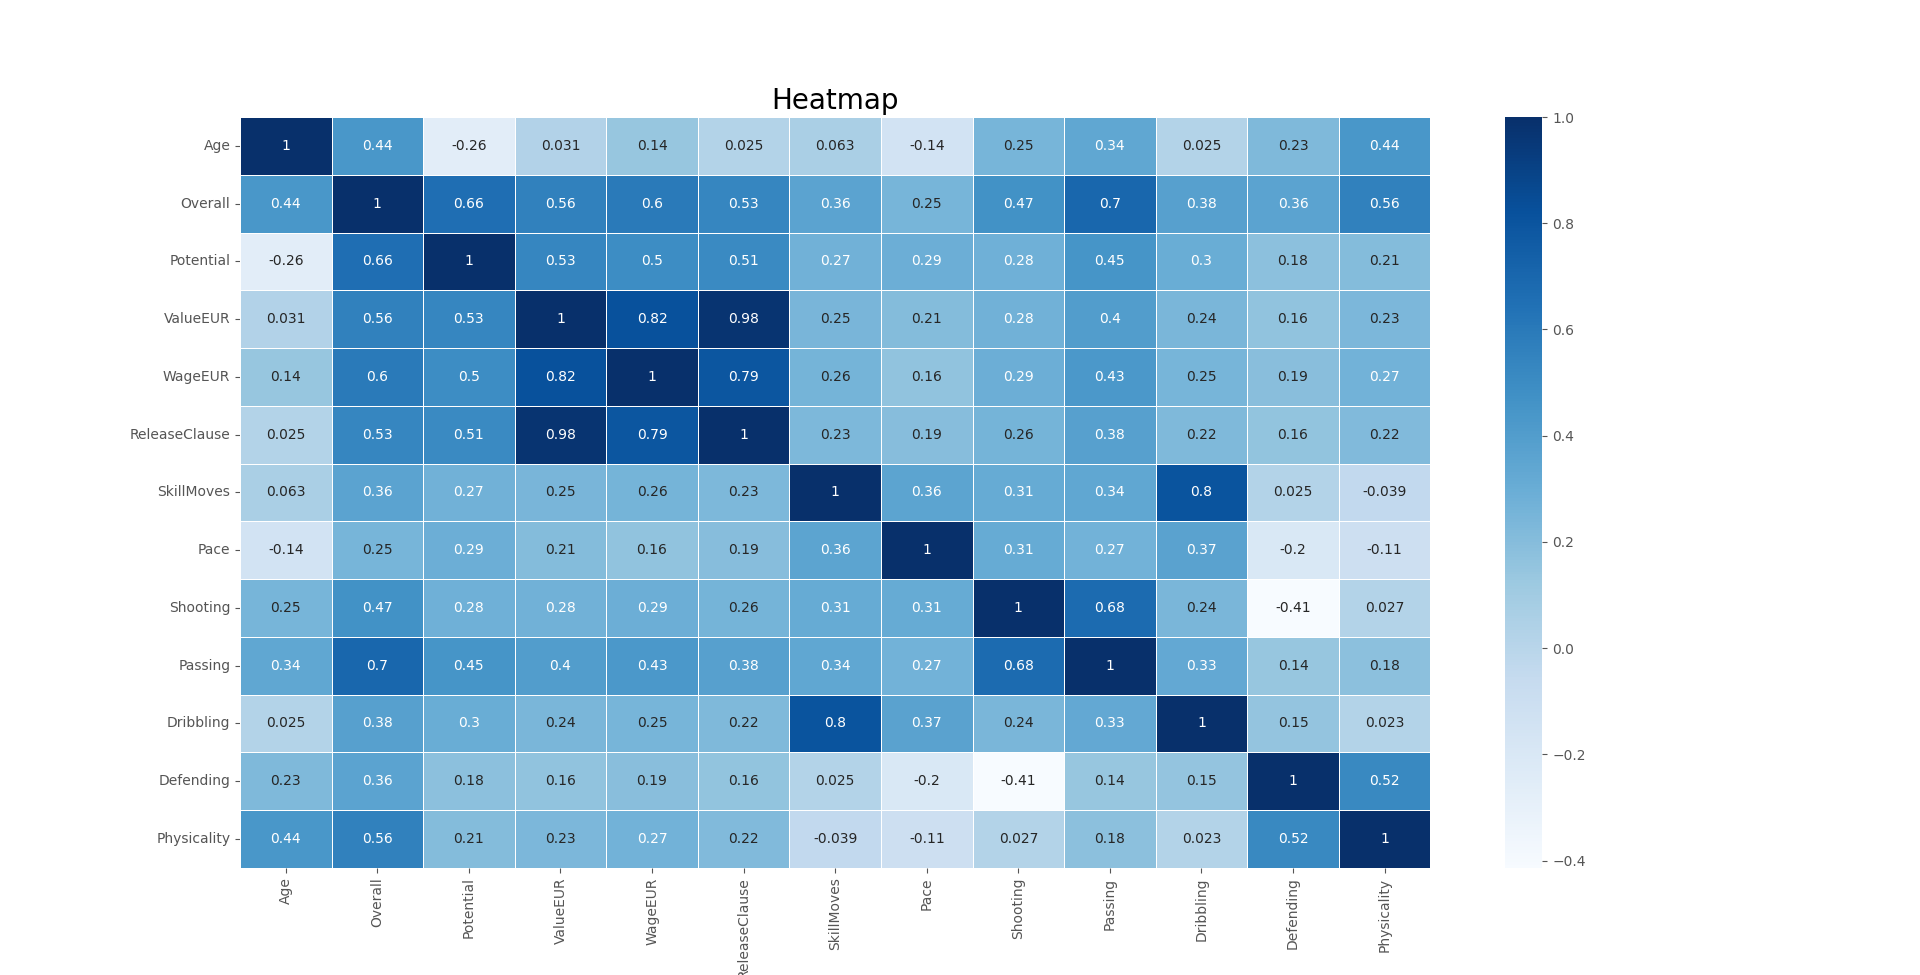 Heatmap
Age 1 0.44 -0.26 0.031 0.14 0.025 0.063 -0.14 0.25 0.34 0.025 0.23 0.44
Overall 0.44 1 0.66 0.56 0.6 0.53 0.36 0.25 0.47 0.7 0.38 0.36 0.56
Potential -0.26 0.66 1 0.53 0.5 0.51 0.27 0.29 0.28 0.45 0.3 0.18 0.21
ValueEUR 0.031 0.56 0.53 1 0.82 0.98 0.25 0.21 0.28 0.4 0.24 0.16 0.23
WageEUR 0.14 0.6 0.5 0.82 1 0.79 0.26 0.16 0.29 0.43 0.25 0.19 0.27
ReleaseClause 0.025 0.53 0.51 0.98 0.79 1 0.23 0.19 0.26 0.38 0.22 0.16 0.22
SkillMoves 0.063 0.36 0.27 0.25 0.26 0.23 1 0.36 0.31 0.34 0.8 0.025 -0.039
Pace -0.14 0.25 0.29 0.21 0.16 0.19 0.36 1 0.31 0.27 0.37 -0.2 -0.11
Shooting 0.25 0.47 0.28 0.28 0.29 0.26 0.31 0.31 1 0.68 0.24 -0.41 0.027
Passing 0.34 0.7 0.45 0.4 0.43 0.38 0.34 0.27 0.68 1 0.33 0.14 0.18
Dribbling 0.025 0.38 0.3 0.24 0.25 0.22 0.8 0.37 0.24 0.33 1 0.15 0.023
Defending 0.23 0.36 0.18 0.16 0.19 0.16 0.025 -0.2 -0.41 0.14 0.15 1 0.52
Physicality 0.44 0.56 0.21 0.23 0.27 0.22 -0.039 -0.11 0.027 0.18 0.023 0.52 1
Age Overall Potential ValueEUR WageEUR ReleaseClause SkillMoves Pace Shooting Passing Dribbling Defending Physicality
1.0
0.8
0.6
0.4
0.2
0.0
−0.2
−0.4